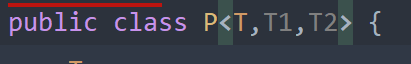 public class P<T,T1,T2> {